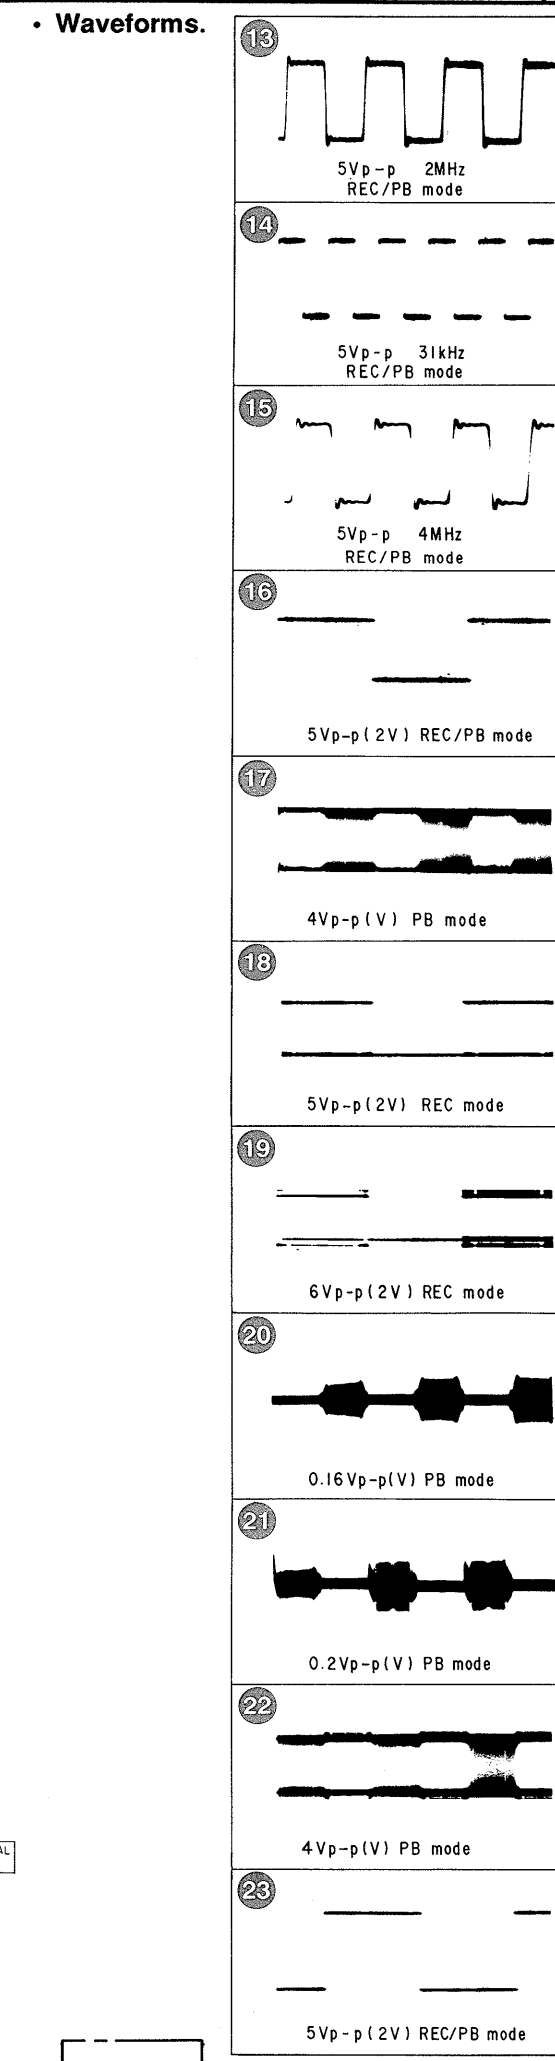 • Waveforms.
13
5Vp-p 2MHz
REC/PB mode
14
5Vp-p 31kHz
REC/PB mode
15
5Vp-p 4MHz
REC/PB mode
16
5Vp-p(2V) REC/PB mode
17
4Vp-p(V) PB mode
18
5Vp-p(2V) REC mode
19
6Vp-p(2V) REC mode
20
0.16Vp-p(V) PB mode
21
0.2Vp-p(V) PB mode
22
4Vp-p(V) PB mode
AL
23
5Vp-p(2V) REC/PB mode